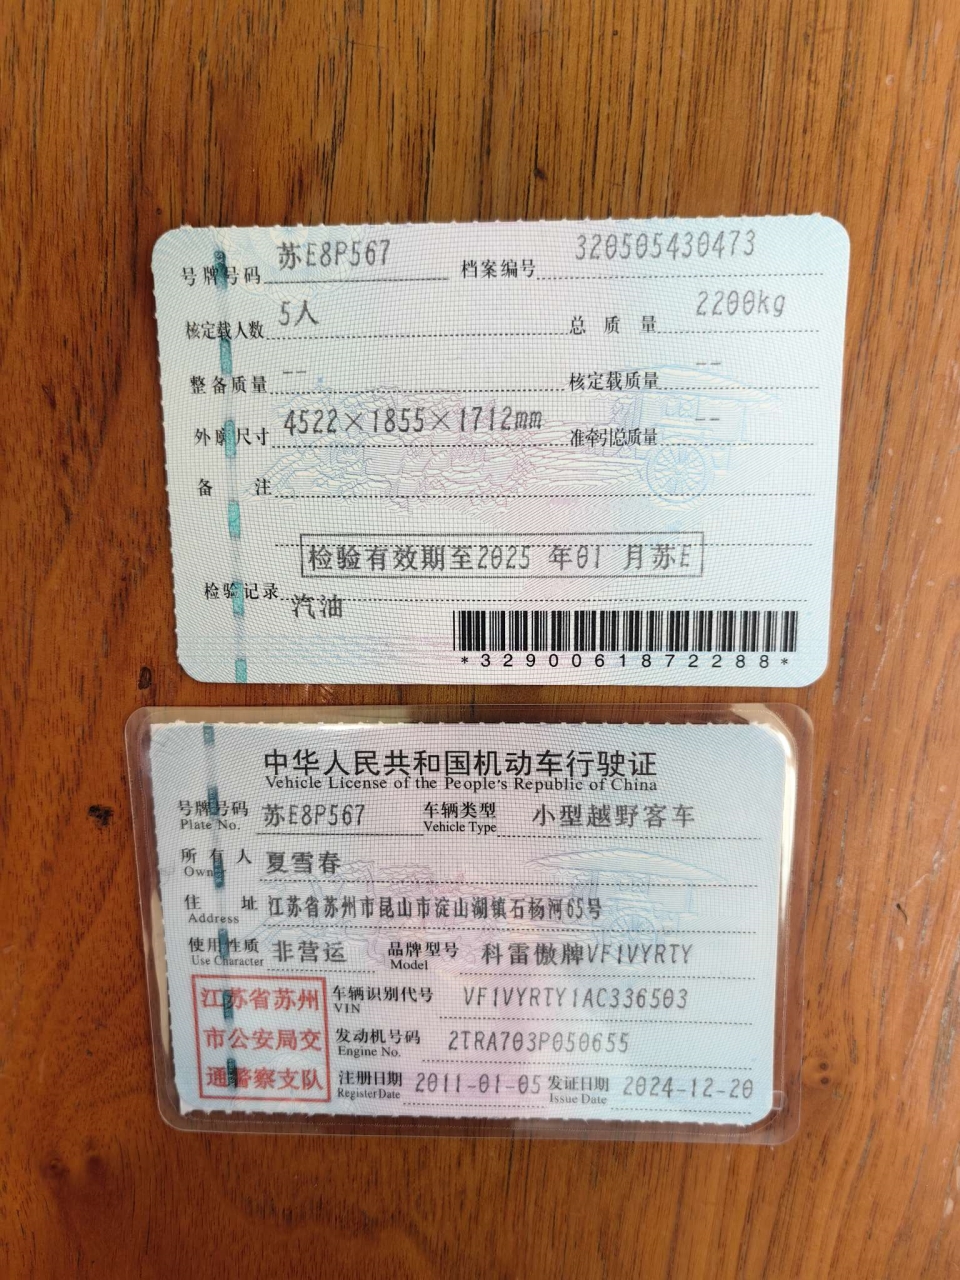 号牌号码 苏E8P567 档案编号 320505430473
核定载人数 5人 总质量 2200kg
整备质量 -- 核定载质量 --
外廓尺寸 4522×1855×1712mm 准牵引总质量 --
备注
检验有效期至2025 年01 月苏E
检验记录
汽油
*3290061872288*
中华人民共和国机动车行驶证
Vehicle License of the People's Republic of China
号牌号码 苏E8P567 车辆类型 小型越野客车
Plate No. Vehicle Type
所有人 夏雪春
Owner
住址 江苏省苏州市昆山市淀山湖镇石杨河65号
Address
使用性质 非营运 品牌型号 科雷傲牌VF1VYRTY
Use Character Model
江苏省苏州
市公安局交
通警察支队
车辆识别代号 VF1VYRTY1AC336503
VIN
发动机号码 2TRA703P050655
Engine No.
注册日期 2011-01-05 发证日期 2024-12-20
Register Date Issue Date